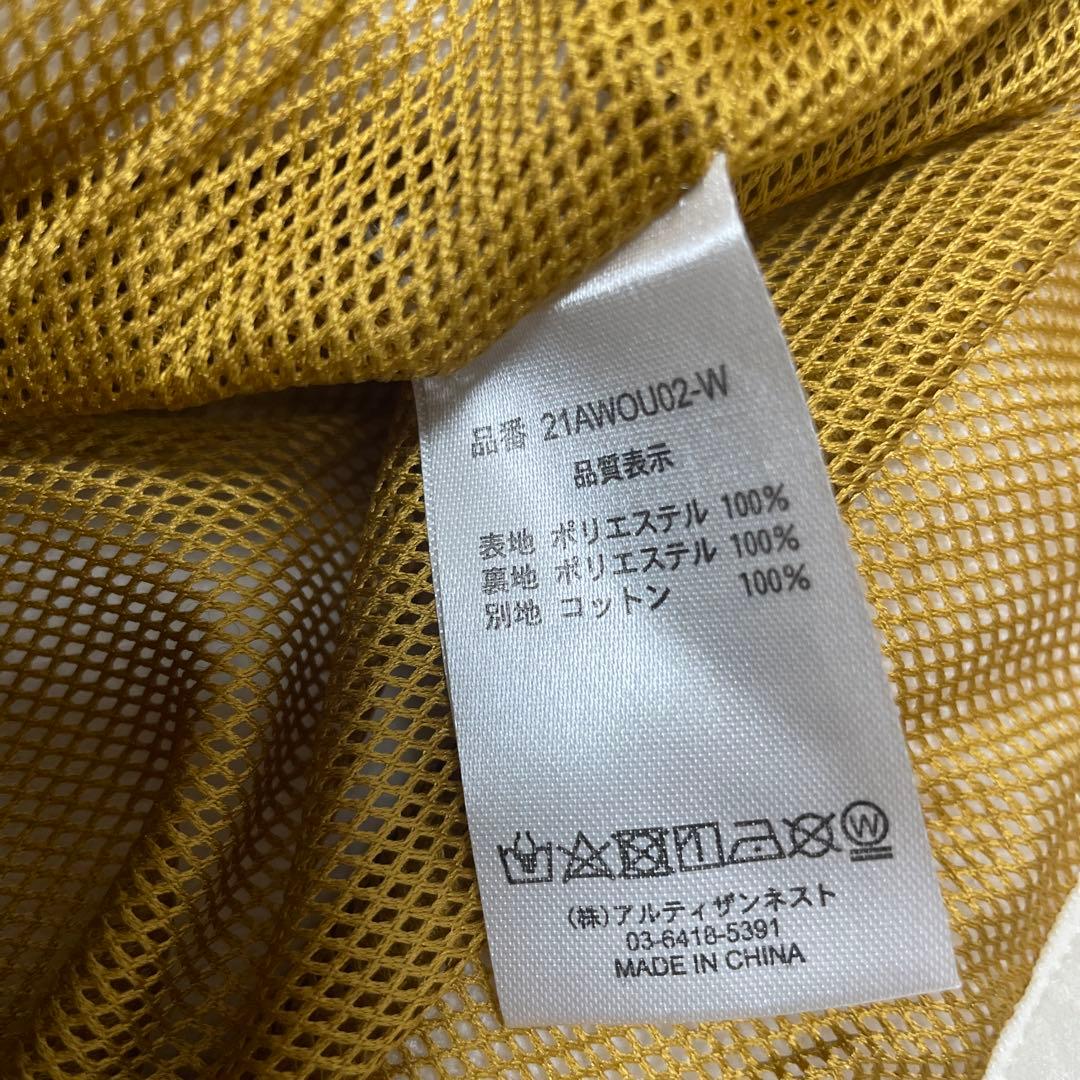 品番 21AWOU02-W
品質表示
表地 ポリエステル 100%
裏地 ポリエステル 100%
別地 コットン 100%
W
(株)アルティザンネスト
03-6418-5391
MADE IN CHINA